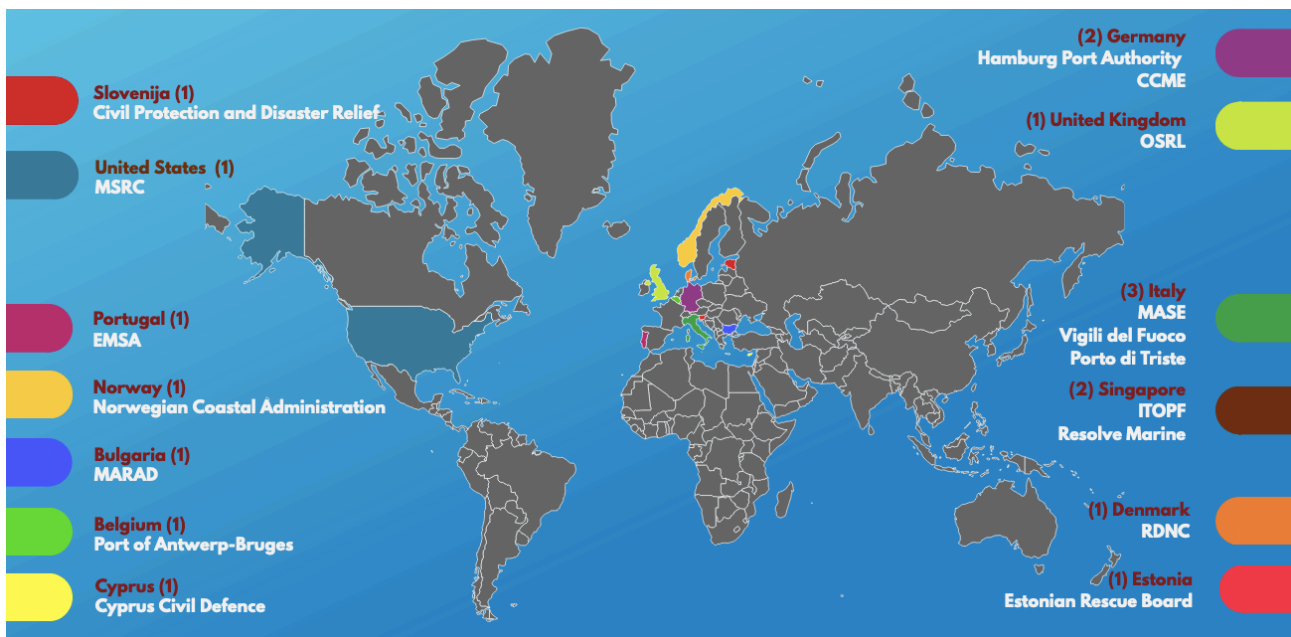 Slovenija (1)
Civil Protection and Disaster Relief
United States (1)
MSRC
Portugal (1)
EMSA
Norway (1)
Norwegian Coastal Administration
Bulgaria (1)
MARAD
Belgium (1)
Port of Antwerp-Bruges
Cyprus (1)
Cyprus Civil Defence
(2) Germany
Hamburg Port Authority
CCME
(1) United Kingdom
OSRL
(3) Italy
MASE
Vigili del Fuoco
Porto di Triste
(2) Singapore
ITOPF
Resolve Marine
(1) Denmark
RDNC
(1) Estonia
Estonian Rescue Board